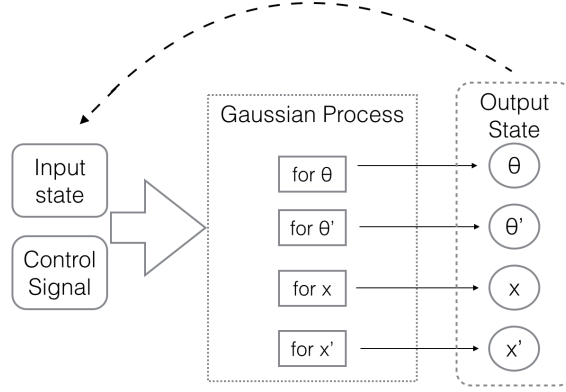 Gaussian Process
Output
State
Input
state
Control
Signal
for θ
θ
for θ'
θ'
for x
x
for x'
x'